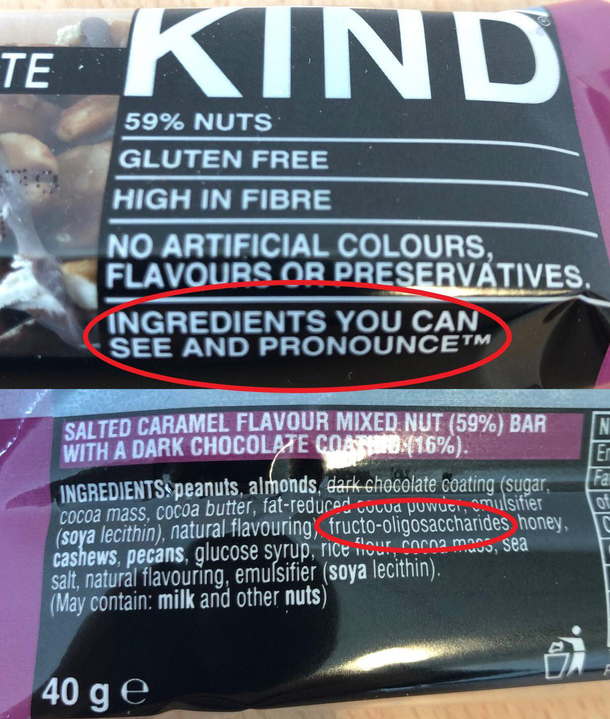 TE
KIND
59% NUTS
GLUTEN FREE
HIGH IN FIBRE
NO ARTIFICIAL COLOURS,
FLAVOURS OR PRESERVATIVES.
INGREDIENTS YOU CAN
SEE AND PRONOUNCE™
SALTED CARAMEL FLAVOUR MIXED NUT (59%) BAR
WITH A DARK CHOCOLATE COATING (16%).
INGREDIENTS: peanuts, almonds, dark chocolate coating (sugar,
cocoa mass, cocoa butter, fat-reduced cocoa powder, emulsifier
(soya lecithin), natural flavouring), fructo-oligosaccharides, honey,
cashews, pecans, glucose syrup, rice flour, cocoa mass, sea
salt, natural flavouring, emulsifier (soya lecithin).
(May contain: milk and other nuts)
40 g e